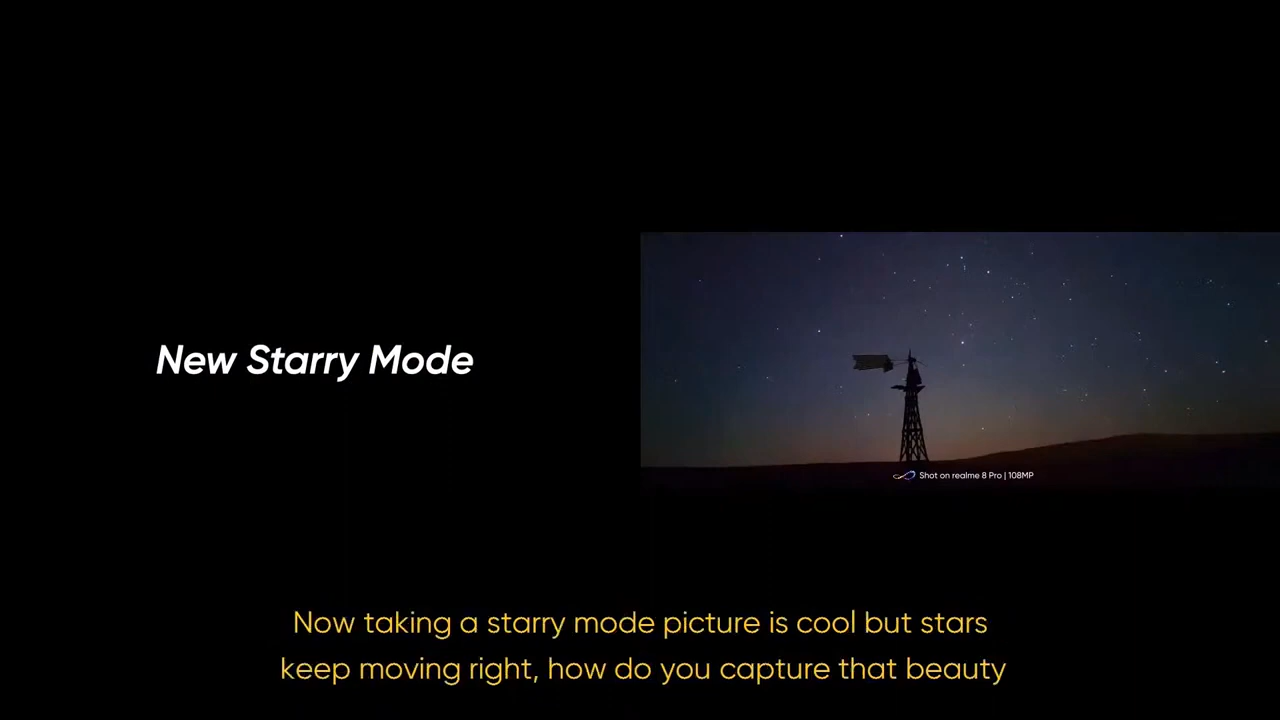 New Starry Mode
Shot on realme 8 Pro | 108MP
Now taking a starry mode picture is cool but stars
keep moving right, how do you capture that beauty